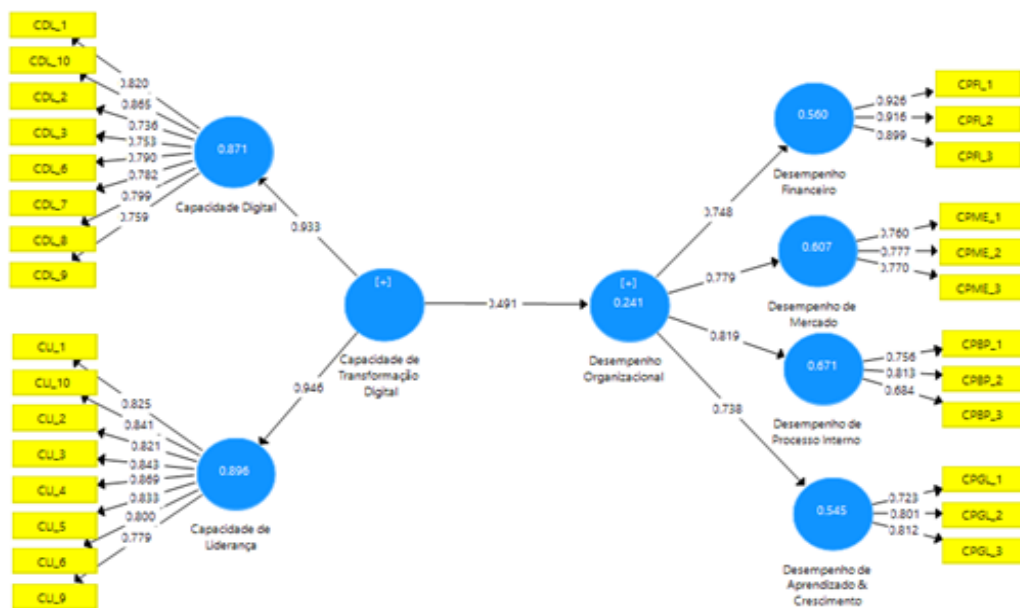 CDL_1
CDL_10
CDL_2
CDL_3
CDL_6
CDL_7
CDL_8
CDL_9
0.820
0.865
0.736
0.753
0.790
0.782
0.799
0.759
0.871
Capacidade Digital
0.933
CLI_1
CLI_10
CLI_2
CLI_3
CLI_4
CLI_5
CLI_6
CLI_9
0.825
0.841
0.821
0.843
0.869
0.833
0.800
0.779
0.896
Capacidade de
Liderança
0.946
[+]
Capacidade de
Transformação
Digital
0.491
[+]
0.241
Desempenho
Organizacional
0.748
0.779
0.819
0.738
0.560
Desempenho
Financeiro
0.926
0.916
0.899
CPFI_1
CPFI_2
CPFI_3
0.607
Desempenho de
Mercado
0.760
0.777
0.770
CPME_1
CPME_2
CPME_3
0.671
Desempenho de
Processo Interno
0.756
0.813
0.684
CPBP_1
CPBP_2
CPBP_3
0.545
Desempenho de
Aprendizado &
Crescimento
0.723
0.801
0.812
CPGL_1
CPGL_2
CPGL_3